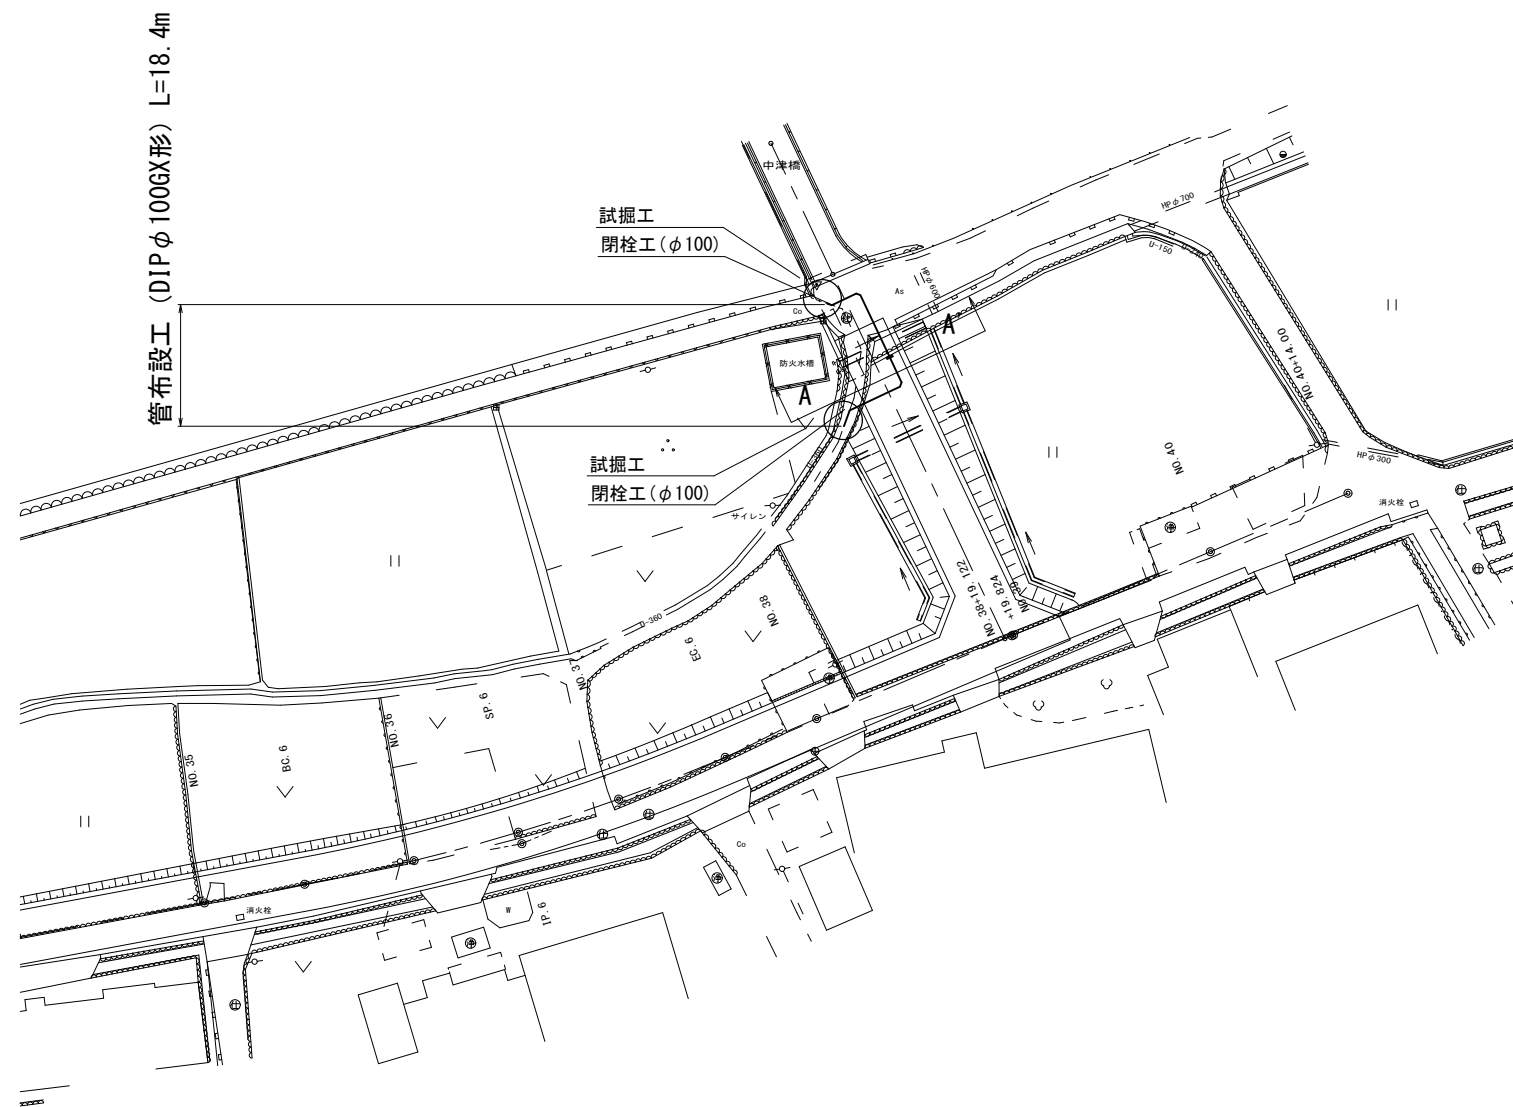 管布設工 (DIPφ100GX形) L=18.4m
中津橋
試掘工
閉栓工(φ100)
HPφ700
HPφ600
U-150
As
Co
防火水槽
A
A
NO.40+14.00
試掘工
閉栓工(φ100)
サイレン
NO.40
HPφ300
消火栓
NO.38+19.122
+19.824
NO.39
U-360
NO.38
EC.6
NO.37
SP.6
NO.36
BC.6
NO.35
Co
消火栓
W
IP.6